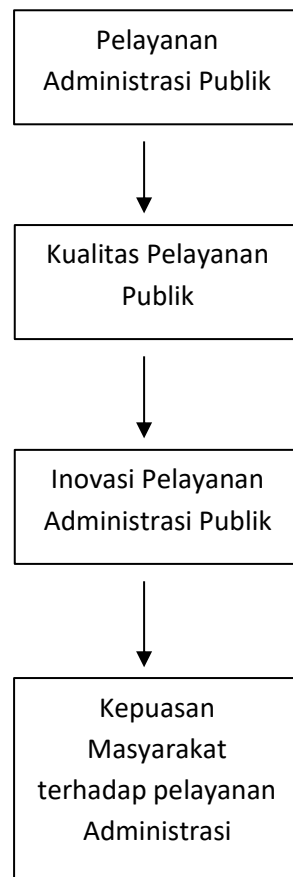 Pelayanan
Administrasi Publik
Kualitas Pelayanan
Publik
Inovasi Pelayanan
Administrasi Publik
Kepuasan
Masyarakat
terhadap pelayanan
Administrasi